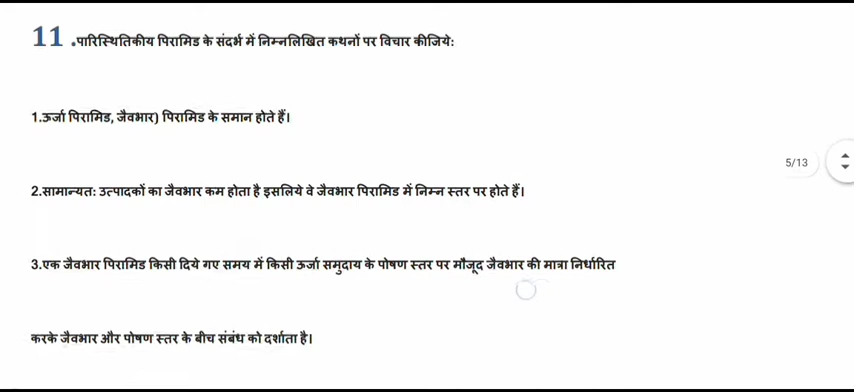 11 .पारिस्थितिकीय पिरामिड के संदर्भ में निम्नलिखित कथनों पर विचार कीजिये:
1.ऊर्जा पिरामिड, जैवभार) पिरामिड के समान होते हैं।
5/13
2.सामान्यतः उत्पादकों का जैवभार कम होता है इसलिये वे जैवभार पिरामिड में निम्न स्तर पर होते हैं।
3.एक जैवभार पिरामिड किसी दिये गए समय में किसी ऊर्जा समुदाय के पोषण स्तर पर मौजूद जैवभार की मात्रा निर्धारित
करके जैवभार और पोषण स्तर के बीच संबंध को दर्शाता है।